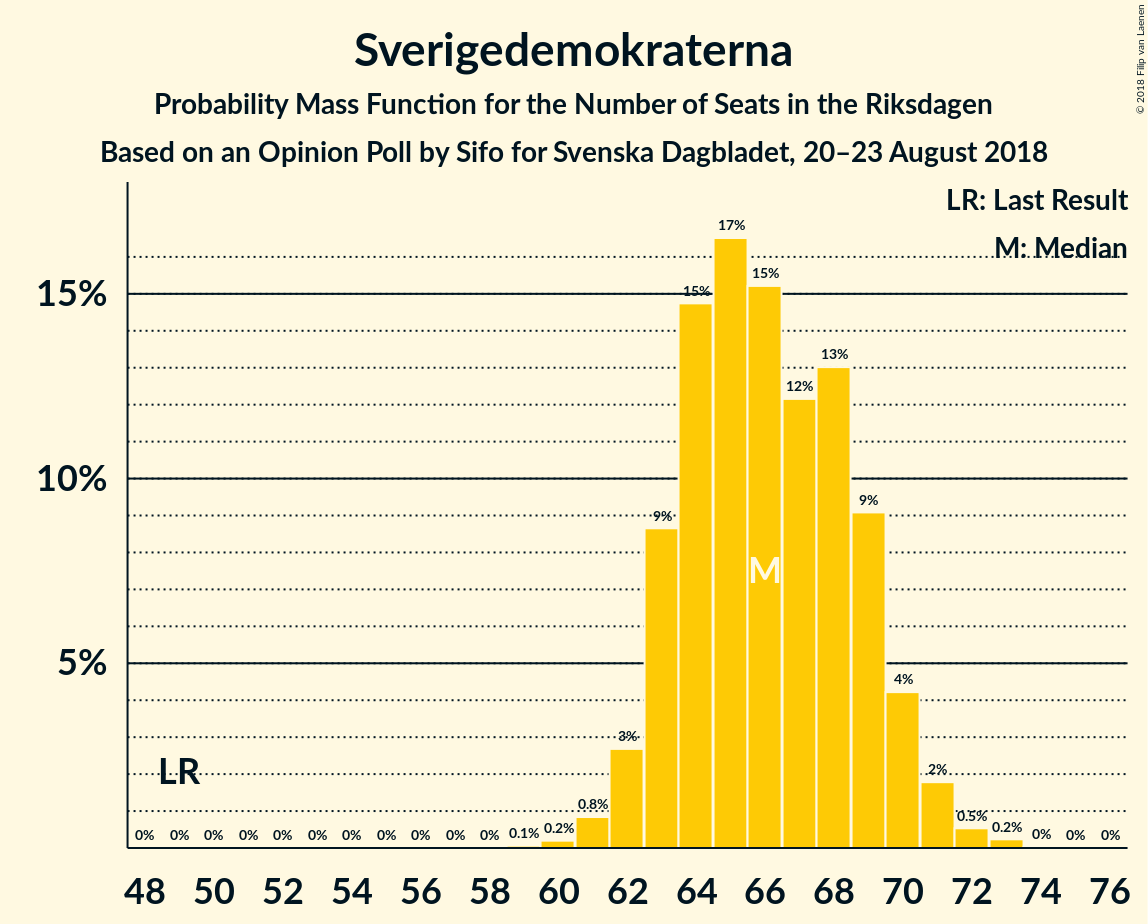 Sverigedemokraterna
Probability Mass Function for the Number of Seats in the Riksdagen
Based on an Opinion Poll by Sifo for Svenska Dagbladet, 20–23 August 2018
© 2018 Filip van Laenen
LR: Last Result
M: Median
15%
10%
5%
0% 0% 0% 0% 0% 0% 0% 0% 0% 0% 0% 0.1% 0.2% 0.8% 3% 9% 15% 17% 15% 12% 13% 9% 4% 2% 0.5% 0.2% 0% 0% 0%
LR
M
48 50 52 54 56 58 60 62 64 66 68 70 72 74 76